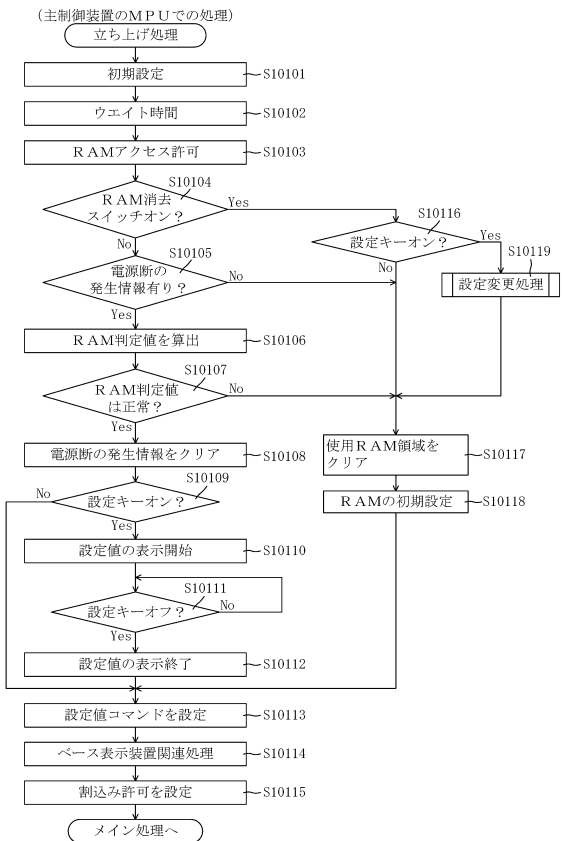 (主制御装置のMPUでの処理)
立ち上げ処理
初期設定
S10101
ウエイト時間
S10102
RAMアクセス許可
S10103
S10104
RAM消去
スイッチオン?
Yes
No
S10116
設定キーオン?
Yes
No
S10119
設定変更処理
S10105
電源断の
発生情報有り?
No
Yes
RAM判定値を算出
S10106
S10107
RAM判定値
は正常?
No
Yes
電源断の発生情報をクリア
S10108
使用RAM領域を
クリア
S10117
RAMの初期設定
S10118
S10109
設定キーオン?
No
Yes
設定値の表示開始
S10110
S10111
設定キーオフ?
No
Yes
設定値の表示終了
S10112
設定値コマンドを設定
S10113
ベース表示装置関連処理
S10114
割込み許可を設定
S10115
メイン処理へ